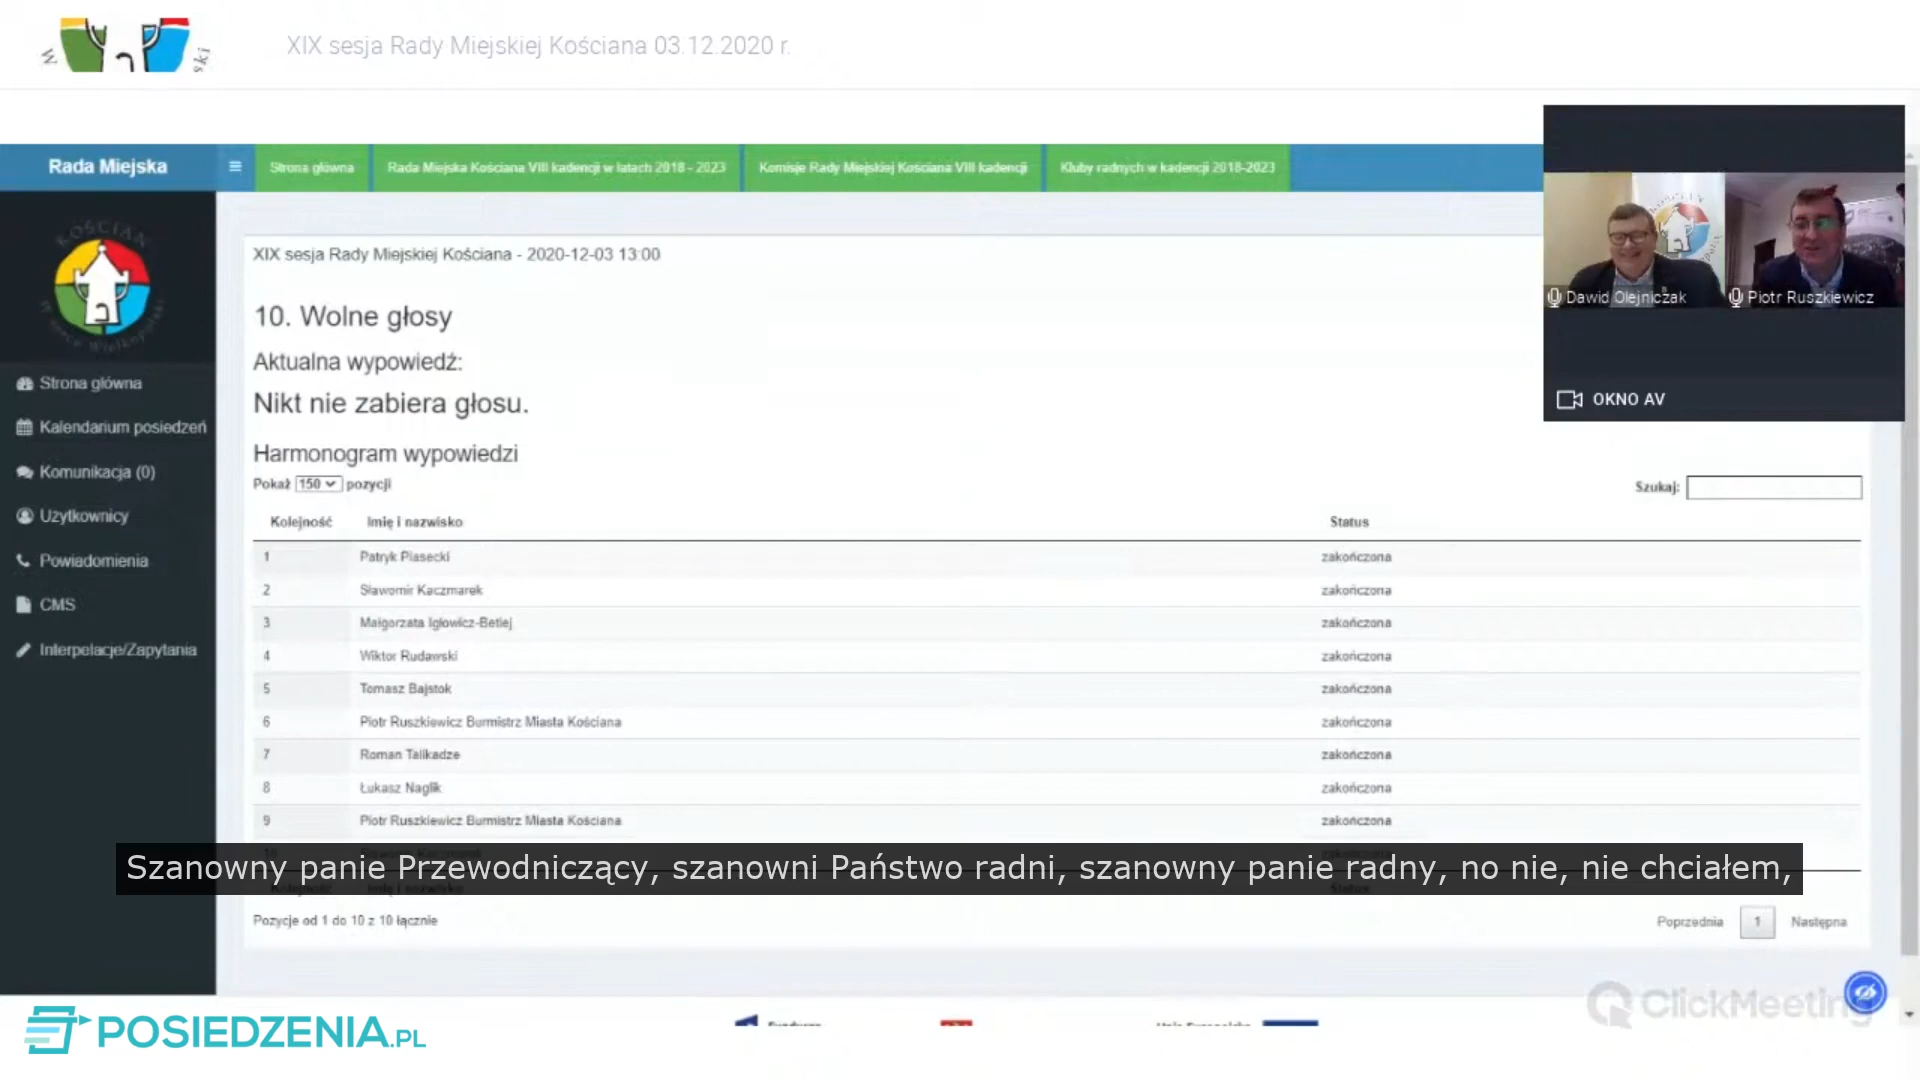 XIX sesja Rady Miejskiej Kościana 03.12.2020 r.
Rada Miejska
Strona główna
Rada Miejska Kościana VIII kadencji w latach 2018 - 2023
Komisje Rady Miejskiej Kościana VIII kadencji
Kluby radnych w kadencji 2018-2023
KOŚCIAN
Strona główna
Kalendarium posiedzeń
Komunikacja (0)
Użytkownicy
Powiadomienia
CMS
Interpelacje/Zapytania
XIX sesja Rady Miejskiej Kościana - 2020-12-03 13:00
10. Wolne głosy
Aktualna wypowiedź:
Nikt nie zabiera głosu.
Harmonogram wypowiedzi
Pokaż 150 pozycji
Szukaj:
Dawid Olejniczak
Piotr Ruszkiewicz
OKNO AV
Kolejność Imię i nazwisko Status
1 Patryk Piasecki zakończona
2 Sławomir Kaczmarek zakończona
3 Małgorzata Igłowicz-Betlej zakończona
4 Wiktor Rudawski zakończona
5 Tomasz Bajstok zakończona
6 Piotr Ruszkiewicz Burmistrz Miasta Kościana zakończona
7 Roman Talikadze zakończona
8 Łukasz Naglik zakończona
9 Piotr Ruszkiewicz Burmistrz Miasta Kościana zakończona
Szanowny panie Przewodniczący, szanowni Państwo radni, szanowny panie radny, no nie, nie chciałem,
Pozycje od 1 do 10 z 10 łącznie
Poprzednia 1 Następna
ClickMeeting
POSIEDZENIA.PL